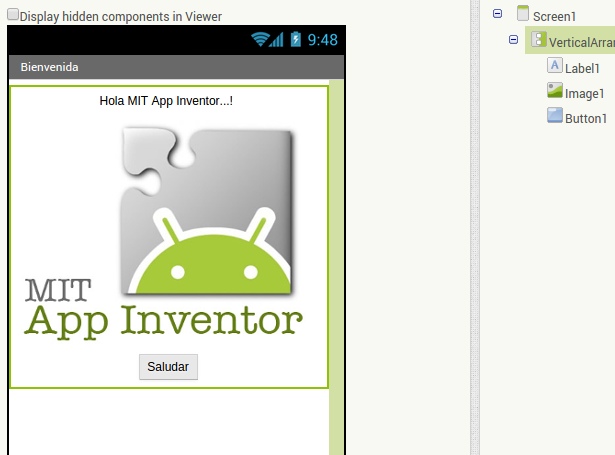 Display hidden components in Viewer
9:48
Bienvenida
Hola MIT App Inventor...!
MIT
App Inventor
Saludar
Screen1
VerticalArran
A Label1
Image1
Button1